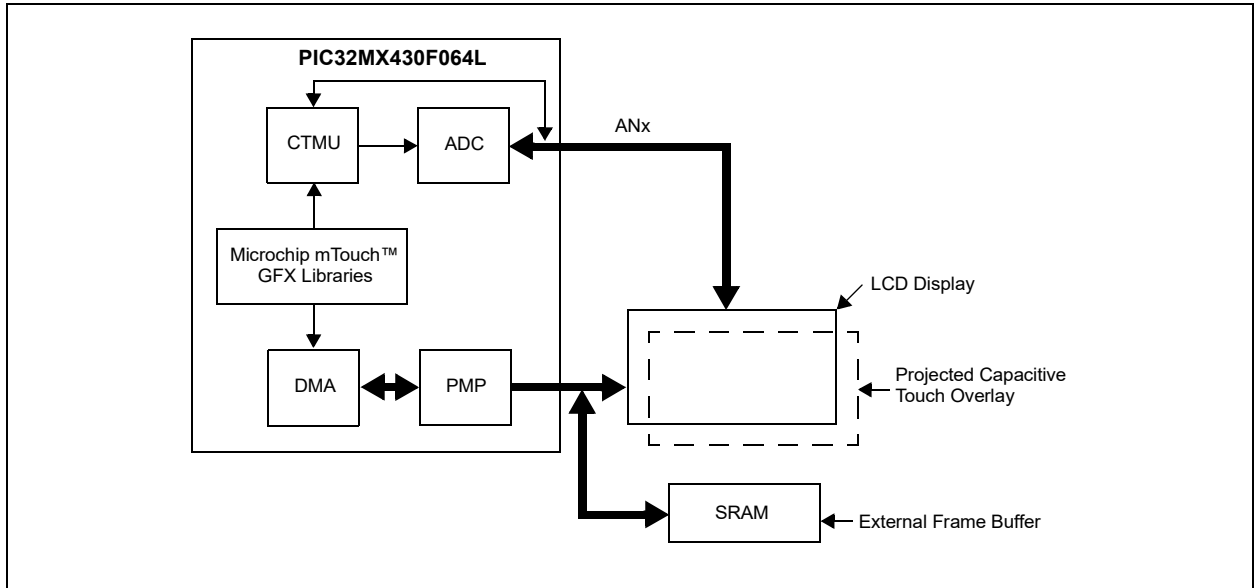 PIC32MX430F064L
CTMU
ADC
ANx
Microchip mTouch™
GFX Libraries
LCD Display
DMA
PMP
Projected Capacitive
Touch Overlay
SRAM
External Frame Buffer